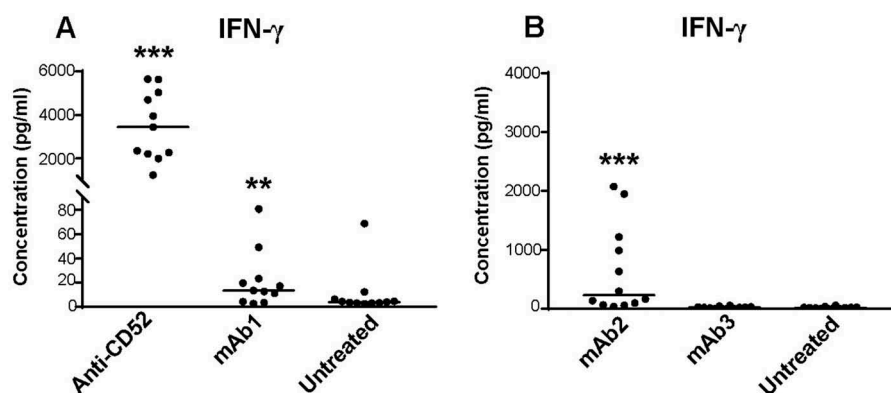 A
IFN-γ
***
Concentration (pg/ml)
6000
4000
2000
**
80
60
40
20
0
Anti-CD52
mAb1
Untreated
B
IFN-γ
Concentration (pg/ml)
4000
3000
2000
1000
0
***
mAb2
mAb3
Untreated